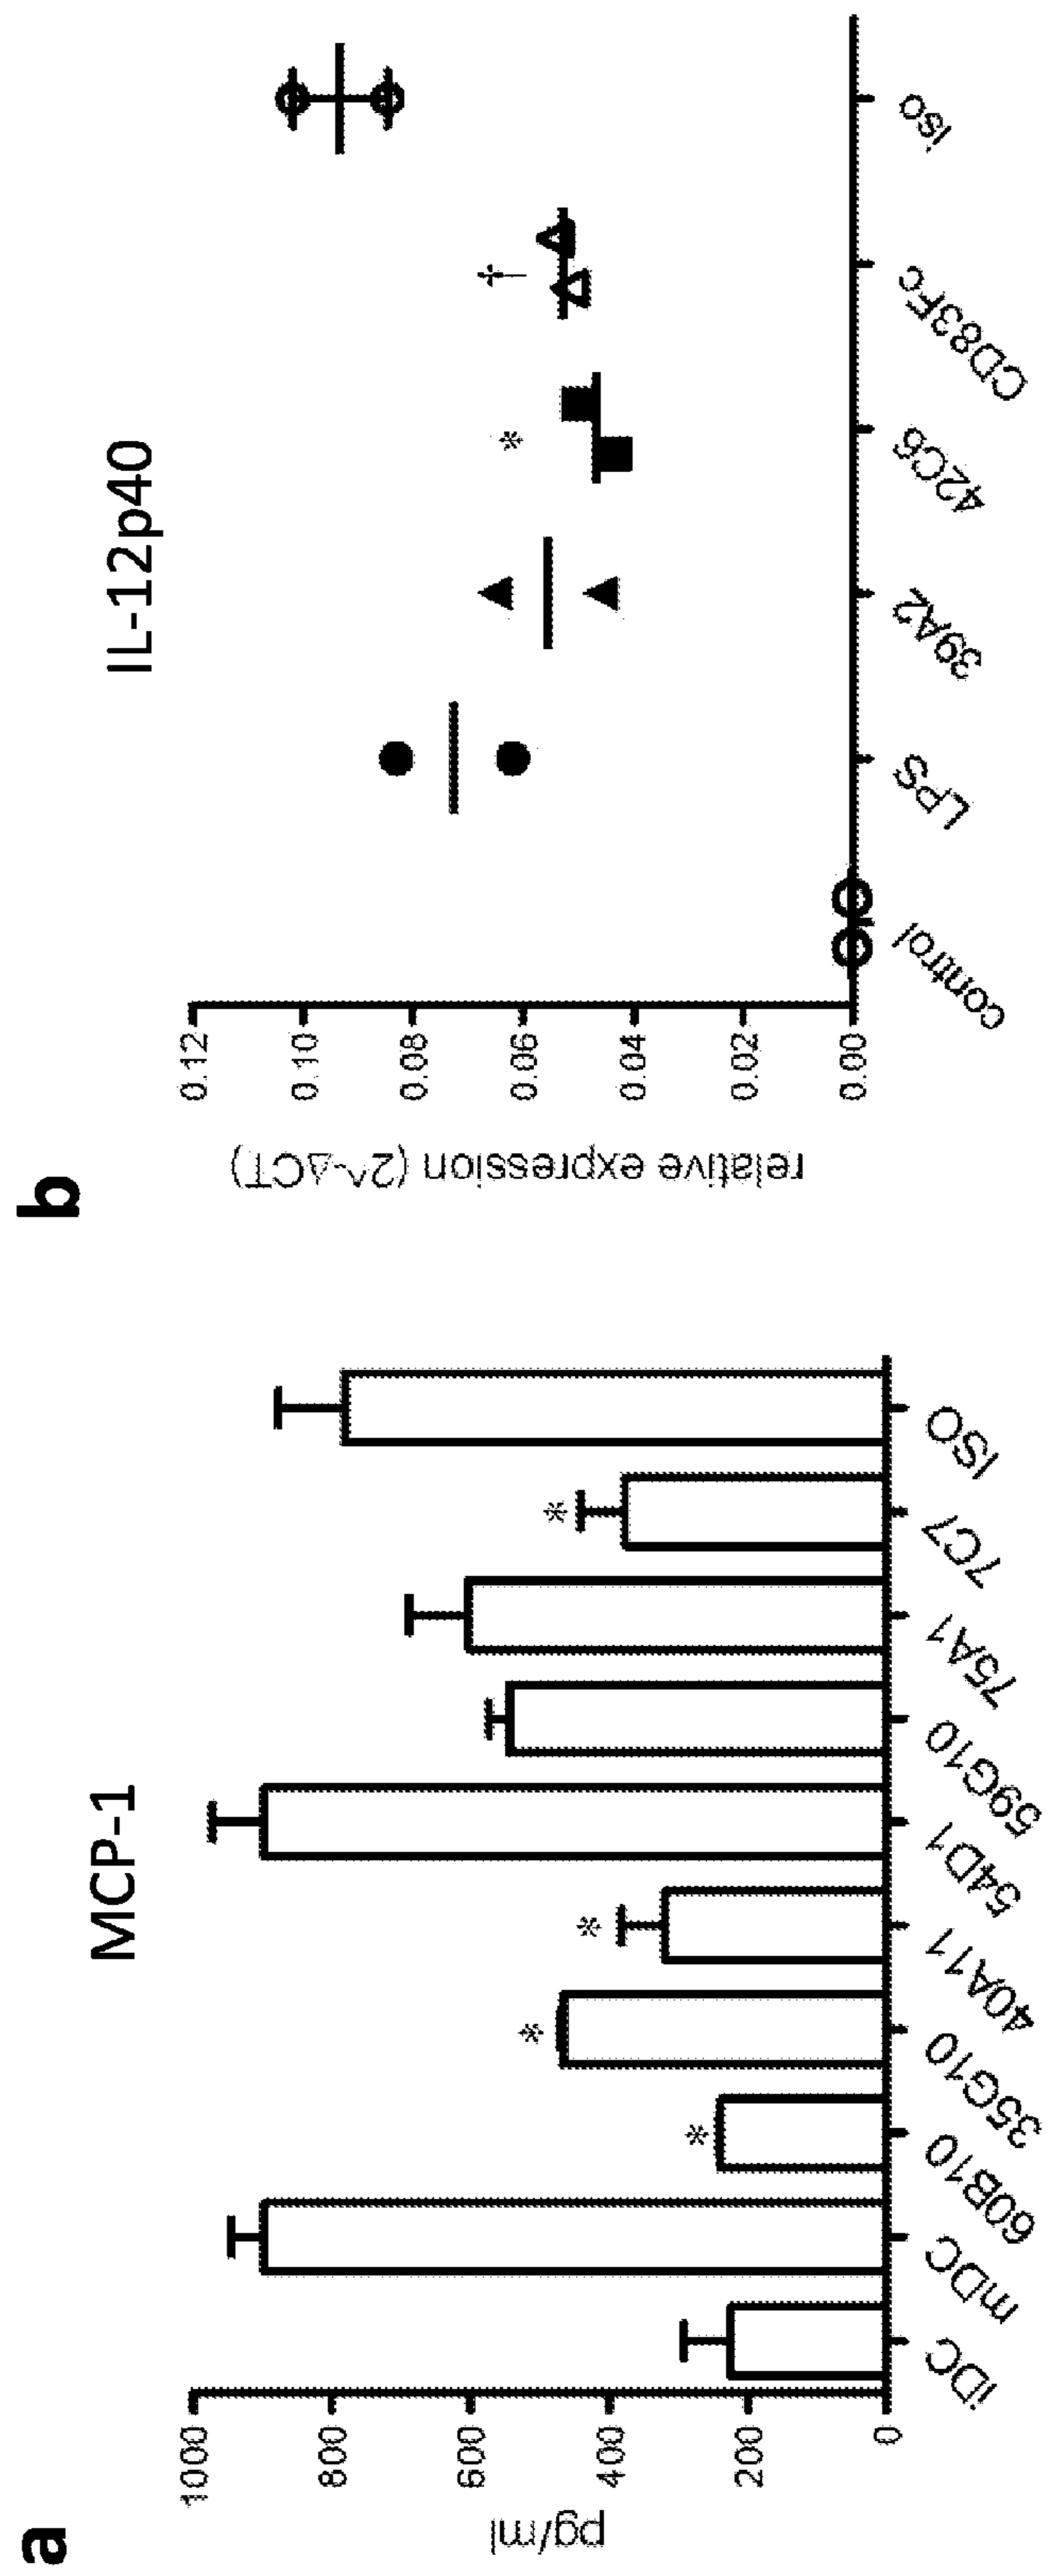 a
MCP-1
pg/ml
1000
800
600
400
200
0
iDC
mDC
60B10
35G10
40A11
54D1
59G10
75A1
7C7
ISO
*
*
*
*
b
IL-12p40
relative expression (2^-ΔCT)
0.12
0.10
0.08
0.06
0.04
0.02
0.00
control
LPS
39A2
42C6
CD83Fc
iso
*
†